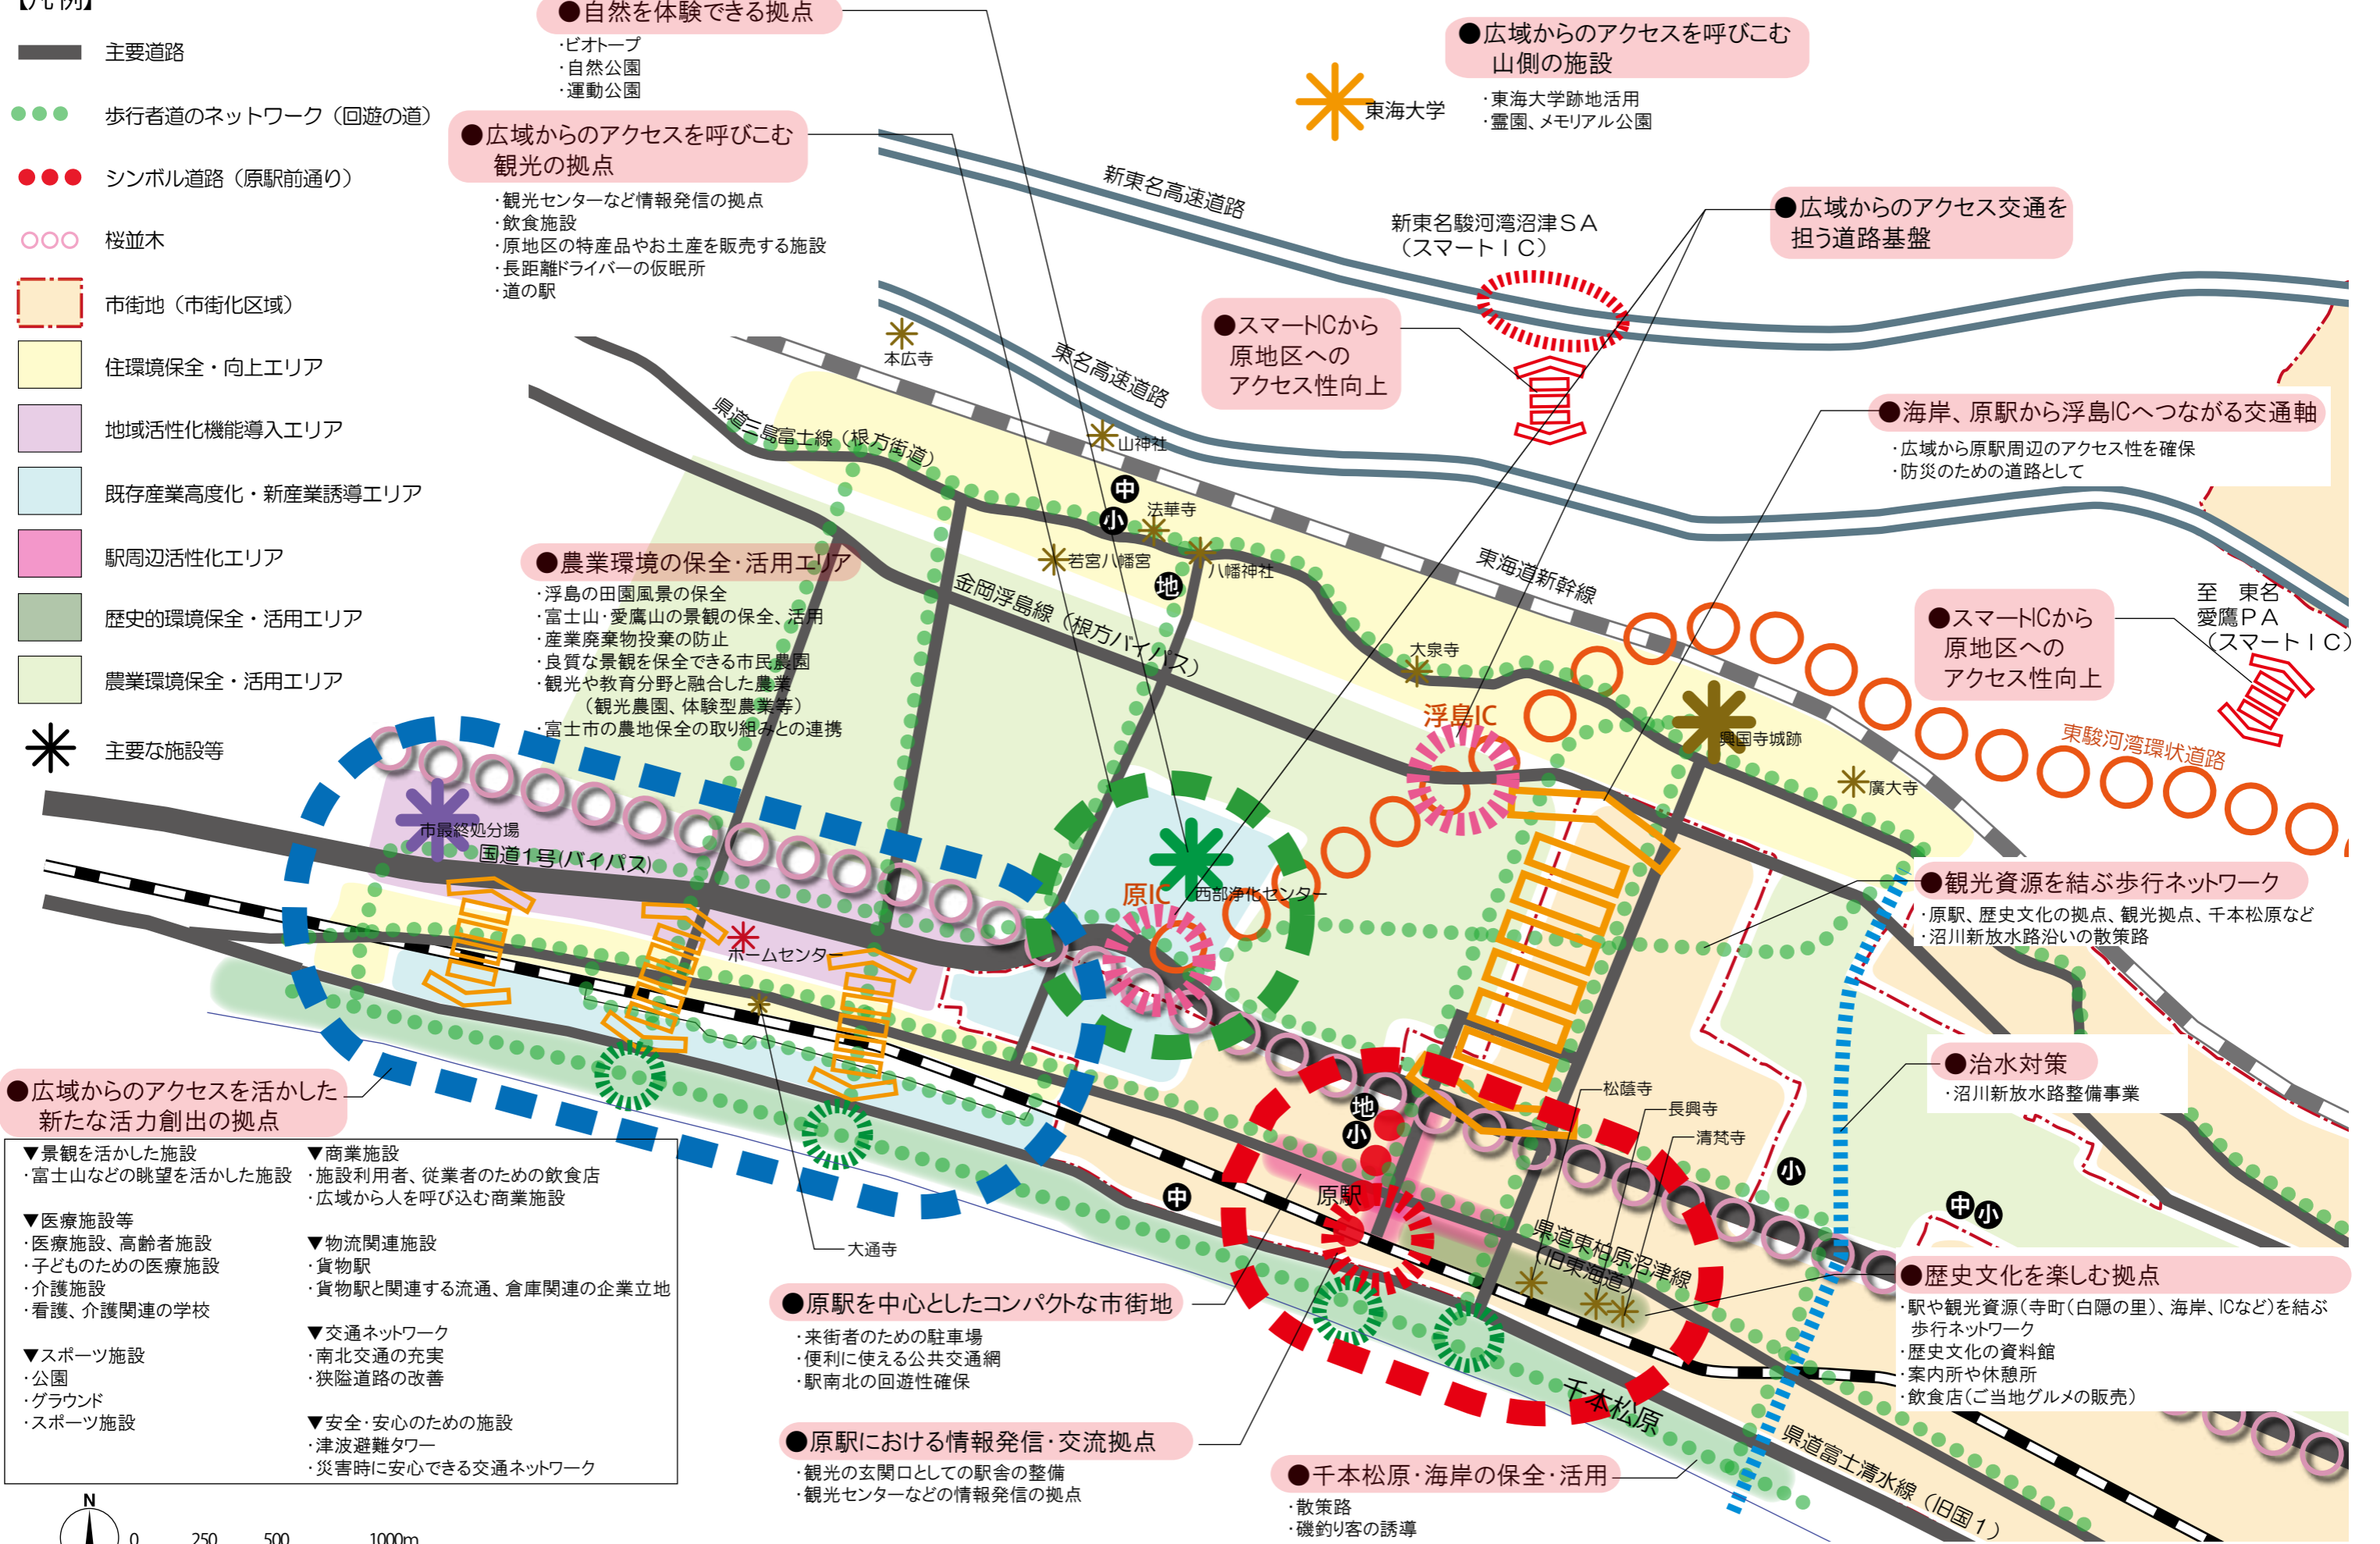 【凡例】
主要道路
歩行者道のネットワーク（回遊の道）
シンボル道路（原駅前通り）
桜並木
市街地（市街化区域）
住環境保全・向上エリア
地域活性化機能導入エリア
既存産業高度化・新産業誘導エリア
駅周辺活性化エリア
歴史的環境保全・活用エリア
農業環境保全・活用エリア
主要な施設等
●自然を体験できる拠点
・ビオトープ
・自然公園
・運動公園
●広域からのアクセスを呼びこむ
観光の拠点
・観光センターなど情報発信の拠点
・飲食施設
・原地区の特産品やお土産を販売する施設
・長距離ドライバーの仮眠所
・道の駅
●広域からのアクセスを呼びこむ
山側の施設
・東海大学跡地活用
・霊園、メモリアル公園
東海大学
新東名高速道路
新東名駿河湾沼津ＳＡ
（スマートＩＣ）
●広域からのアクセス交通を
担う道路基盤
●スマートICから
原地区への
アクセス性向上
東名高速道路
本広寺
県道三島富士線（根方街道）
山神社
中
小
法華寺
若宮八幡宮
八幡神社
地
●海岸、原駅から浮島ICへつながる交通軸
・広域から原駅周辺のアクセス性を確保
・防災のための道路として
東海道新幹線
金岡浮島線（根方バイパス）
●農業環境の保全・活用エリア
・浮島の田園風景の保全
・富士山・愛鷹山の景観の保全、活用
・産業廃棄物投棄の防止
・良質な景観を保全できる市民農園
・観光や教育分野と融合した農業
（観光農園、体験型農業等）
・富士市の農地保全の取り組みとの連携
大泉寺
浮島IC
興国寺城跡
廣大寺
●スマートICから
原地区への
アクセス性向上
至　東名
愛鷹ＰＡ
（スマートＩＣ）
東駿河湾環状道路
市最終処分場
国道１号(バイパス)
ホームセンター
原IC
西部浄化センター
●観光資源を結ぶ歩行ネットワーク
・原駅、歴史文化の拠点、観光拠点、千本松原など
・沼川新放水路沿いの散策路
●治水対策
・沼川新放水路整備事業
●広域からのアクセスを活かした
新たな活力創出の拠点
▼景観を活かした施設
・富士山などの眺望を活かした施設
▼医療施設等
・医療施設、高齢者施設
・子どものための医療施設
・介護施設
・看護、介護関連の学校
▼スポーツ施設
・公園
・グラウンド
・スポーツ施設
▼商業施設
・施設利用者、従業者のための飲食店
・広域から人を呼び込む商業施設
▼物流関連施設
・貨物駅
・貨物駅と関連する流通、倉庫関連の企業立地
▼交通ネットワーク
・南北交通の充実
・狭隘道路の改善
▼安全・安心のための施設
・津波避難タワー
・災害時に安心できる交通ネットワーク
大通寺
中
地
小
原駅
松蔭寺
長興寺
清梵寺
小
中
小
県道東柏原沼津線
（旧東海道）
●原駅を中心としたコンパクトな市街地
・来街者のための駐車場
・便利に使える公共交通網
・駅南北の回遊性確保
●原駅における情報発信・交流拠点
・観光の玄関口としての駅舎の整備
・観光センターなどの情報発信の拠点
●歴史文化を楽しむ拠点
・駅や観光資源（寺町（白隠の里）、海岸、ICなど）を結ぶ
歩行ネットワーク
・歴史文化の資料館
・案内所や休憩所
・飲食店（ご当地グルメの販売）
千本松原
県道富士清水線（旧国１）
●千本松原・海岸の保全・活用
・散策路
・磯釣り客の誘導
N
0 250 500 1000m